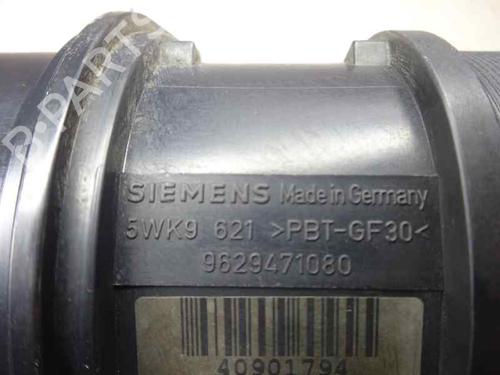 B-PARTS
SIEMENS Made in Germany
5WK9 621 >PBT-GF30<
9629471080
40901794